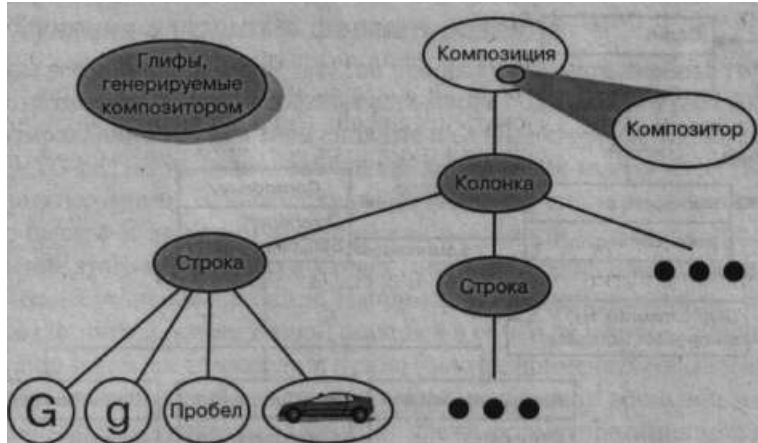 Глифы,
генерируемые
композитором
Композиция
Композитор
Колонка
Строка
Строка
G
g
Пробел